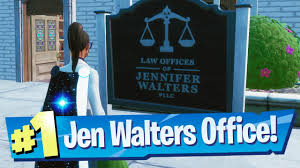 LAW OFFICES
OF
JENNIFER
WALTERS
PLLC
#1 Jen Walters Office!